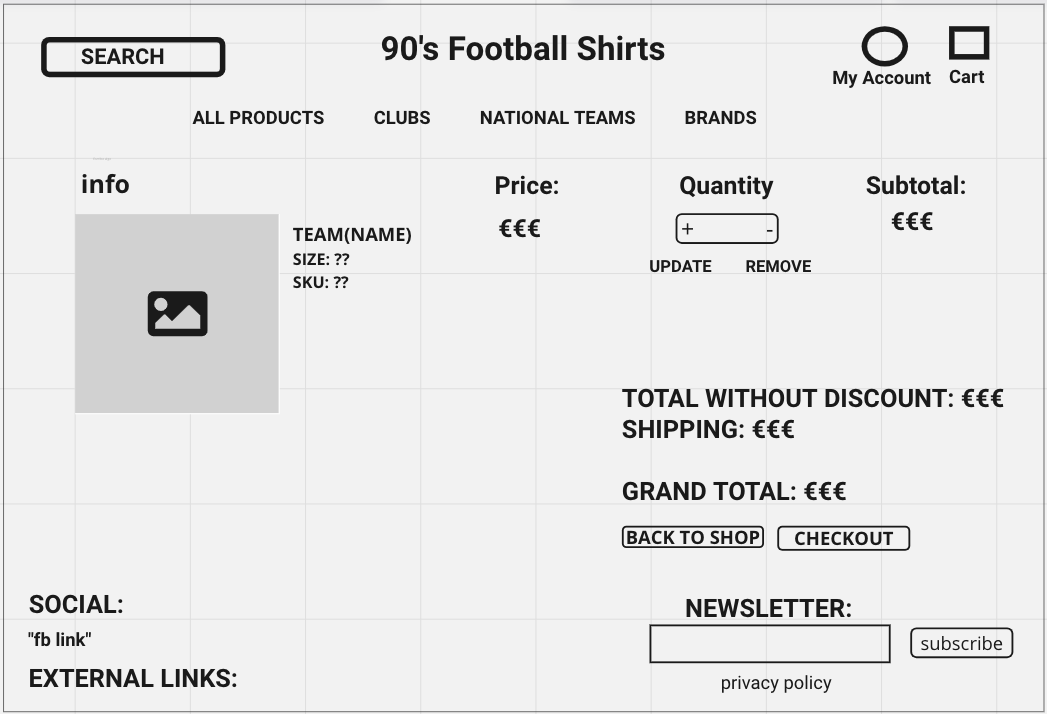 SEARCH
90's Football Shirts
My Account
Cart
ALL PRODUCTS CLUBS NATIONAL TEAMS BRANDS
info
Price:
Quantity
Subtotal:
TEAM(NAME)
SIZE: ??
SKU: ??
€€€
+ -
€€€
UPDATE REMOVE
TOTAL WITHOUT DISCOUNT: €€€
SHIPPING: €€€
GRAND TOTAL: €€€
BACK TO SHOP
CHECKOUT
SOCIAL:
"fb link"
EXTERNAL LINKS:
NEWSLETTER:
subscribe
privacy policy